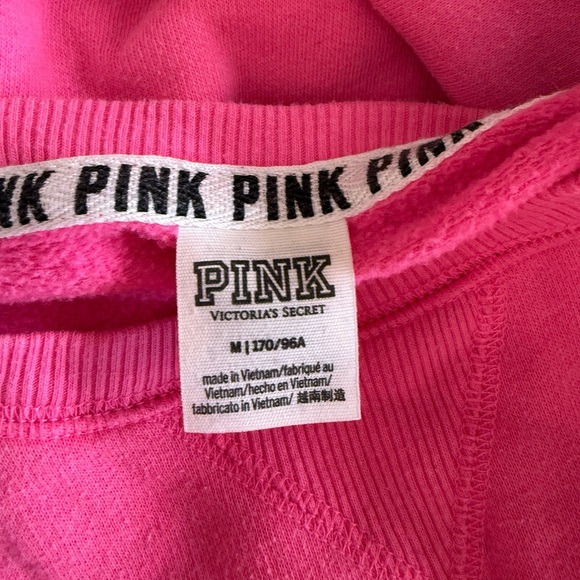 NK PINK PINK PINK
PINK
VICTORIA'S SECRET
M | 170/96A
made in Vietnam/fabriqué au
Vietnam/hecho en Vietnam/
fabbricato in Vietnam/ 越南制造